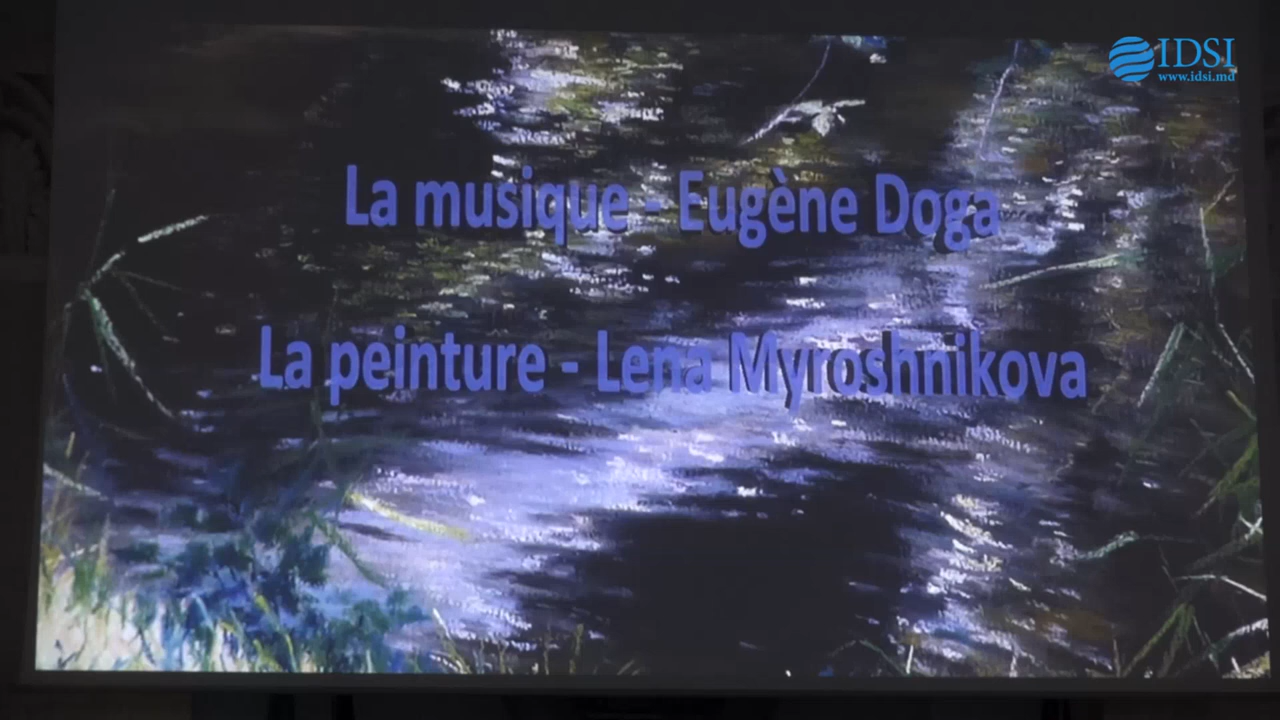 IDSI
www.idsi.md
La musique - Eugène Doga
La peinture - Lena Myroshnikova